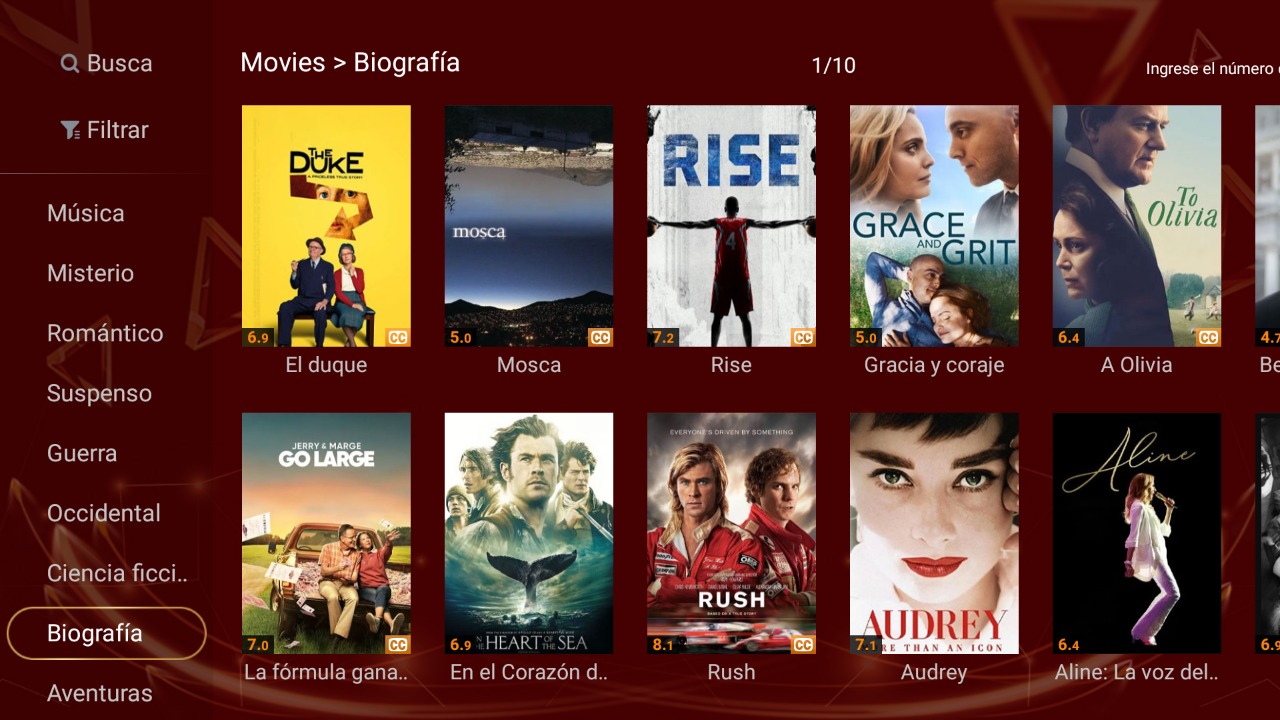 Busca
Filtrar
Música
Misterio
Romántico
Suspenso
Guerra
Occidental
Ciencia ficci..
Biografía
Aventuras
Movies > Biografía
1/10
Ingrese el número
THE
DUKE
A PRICELESS TRUE STORY
6.9
CC
El duque
mosca
5.0
CC
Mosca
RISE
4
7.2
CC
Rise
GRACE
AND
GRIT
5.0
CC
Gracia y coraje
To
Olivia
6.4
CC
A Olivia
4.7
Be
JERRY & MARGE
GO LARGE
7.0
CC
La fórmula gana..
IN THE HEART OF THE SEA
6.9
En el Corazón d..
EVERYONE'S DRIVEN BY SOMETHING
RUSH
BASED ON A TRUE STORY
8.1
CC
Rush
AUDREY
MORE THAN AN ICON
7.1
Audrey
Aline
6.4
Aline: La voz del..
6.9